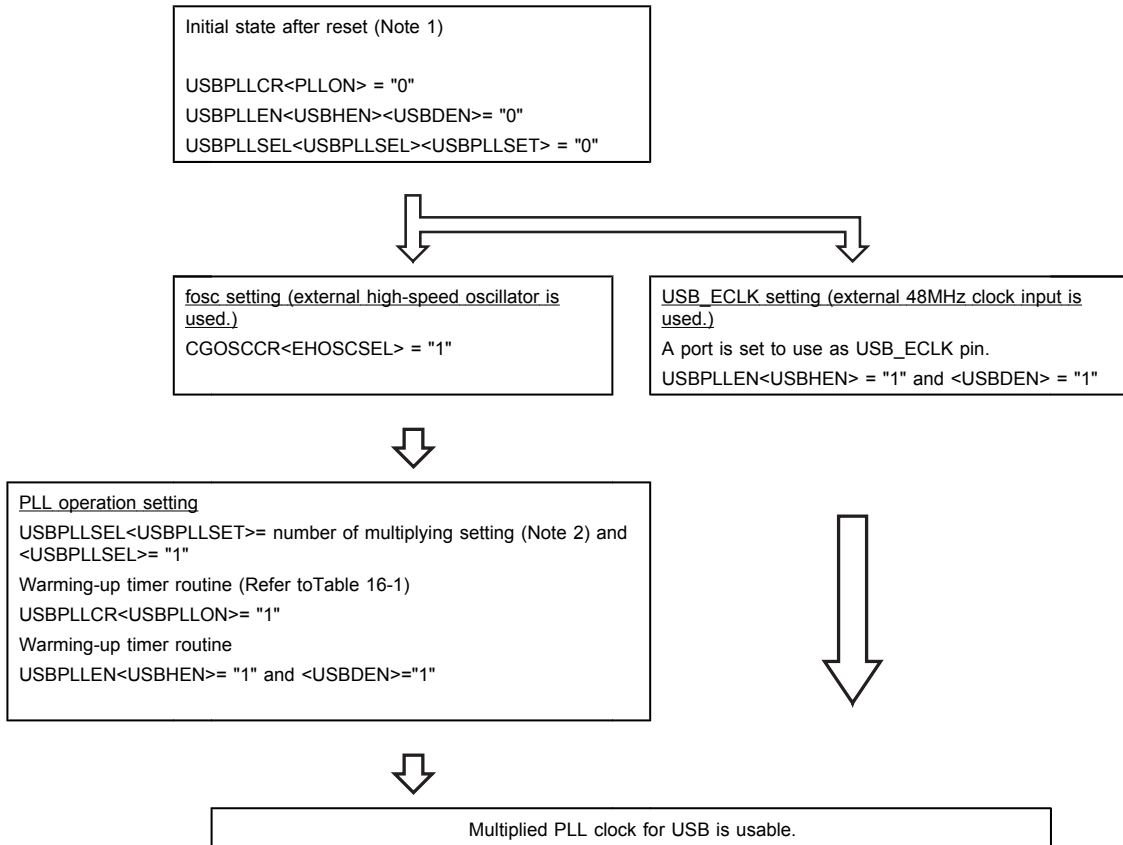 Initial state after reset (Note 1)
USBPLLCR<PLLON> = "0"
USBPLLEN<USBHEN><USBDEN>= "0"
USBPLLSEL<USBPLLSEL><USBPLLSET> = "0"
fosc setting (external high-speed oscillator is
used.)
CGOSCCR<EHOSCSEL> = "1"
USB_ECLK setting (external 48MHz clock input is
used.)
A port is set to use as USB_ECLK pin.
USBPLLEN<USBHEN> = "1" and <USBDEN> = "1"
PLL operation setting
USBPLLSEL<USBPLLSET>= number of multiplying setting (Note 2) and
<USBPLLSEL>= "1"
Warming-up timer routine (Refer toTable 16-1)
USBPLLCR<USBPLLON>= "1"
Warming-up timer routine
USBPLLEN<USBHEN>= "1" and <USBDEN>="1"
Multiplied PLL clock for USB is usable.